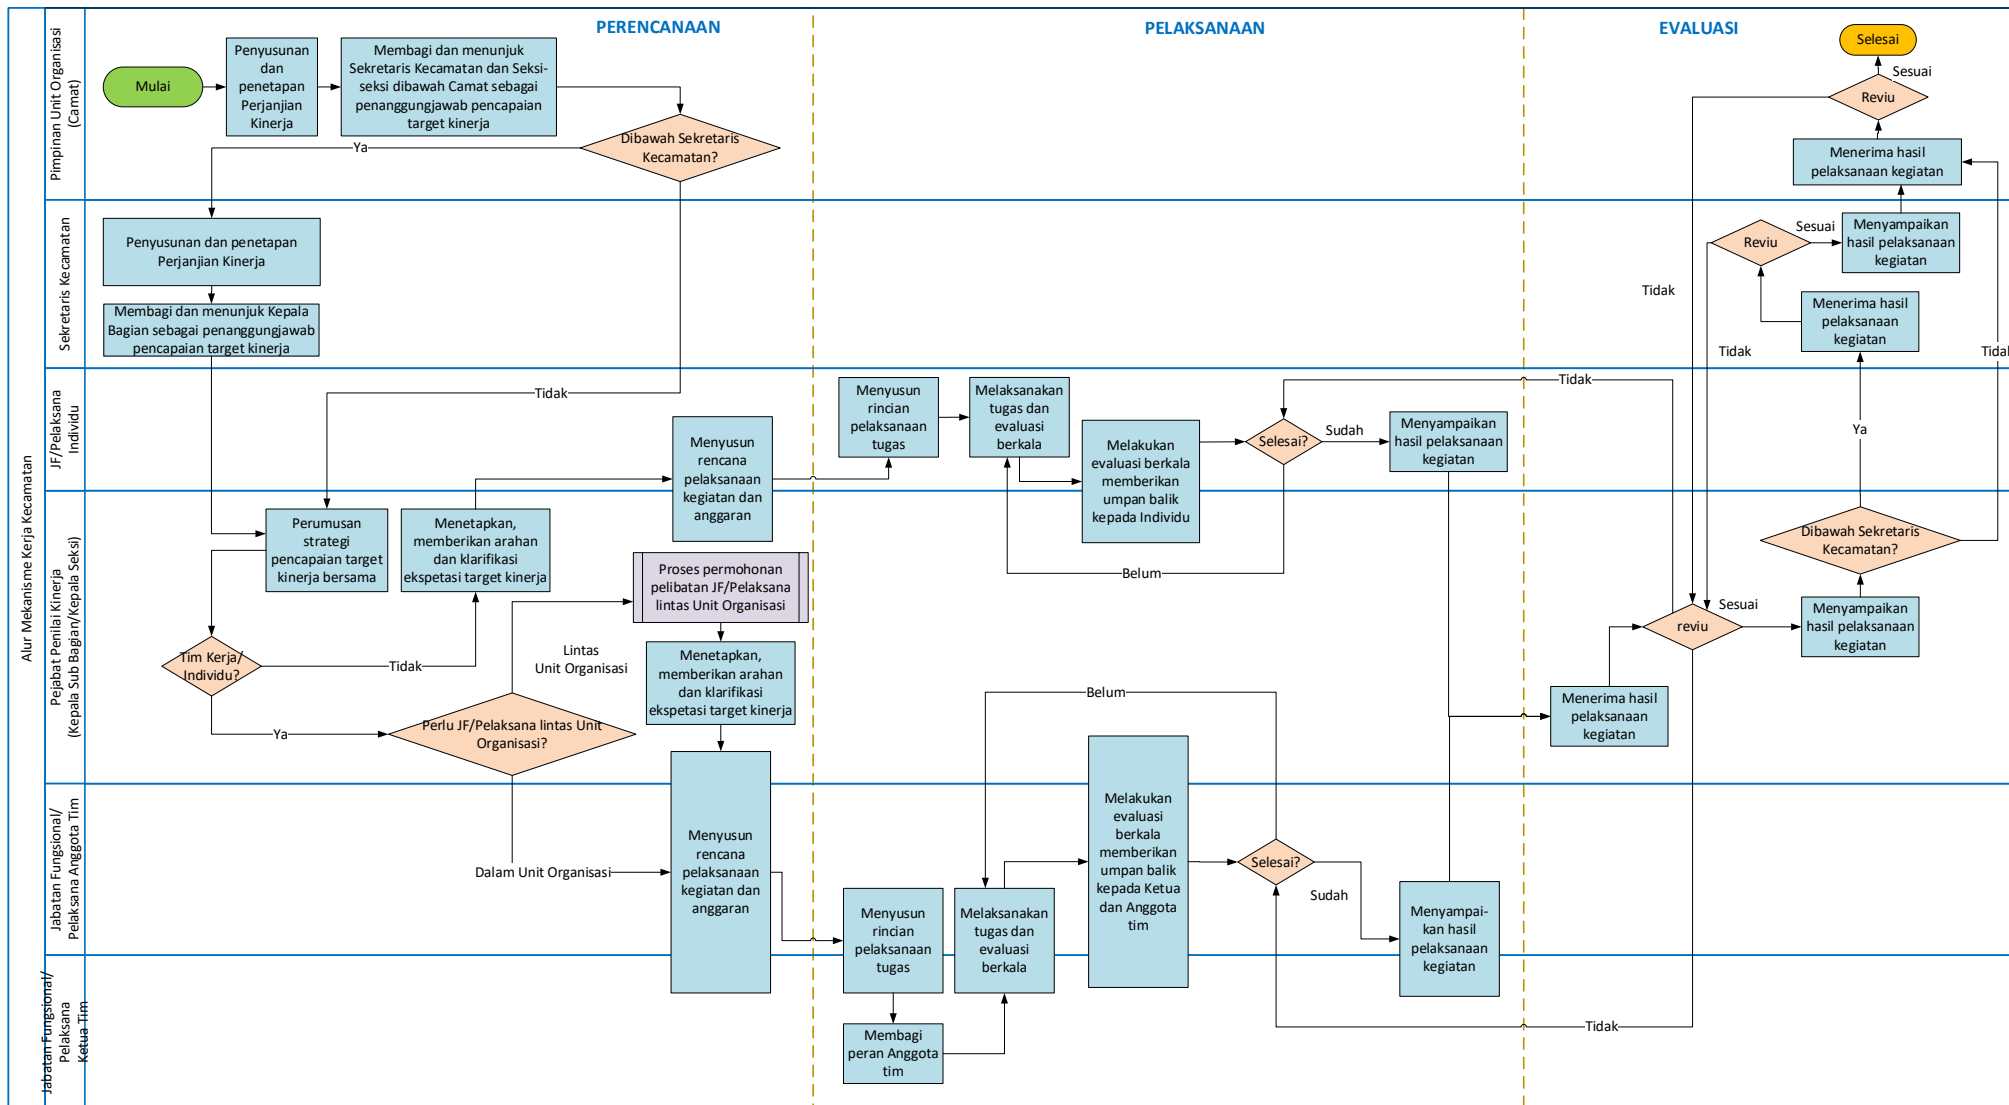 PERENCANAAN
PELAKSANAAN
EVALUASI
Alur Mekanisme Kerja Kecamatan
Pimpinan Unit Organisasi
(Camat)
Mulai
Penyusunan
dan
penetapan
Perjanjian
Kinerja
Membagi dan menunjuk
Sekretaris Kecamatan dan Seksi-
seksi dibawah Camat sebagai
penanggungjawab pencapaian
target kinerja
Dibawah Sekretaris
Kecamatan?
Ya
Tidak
Selesai
Sesuai
Reviu
Menerima hasil
pelaksanaan kegiatan
Tidak
Sekretaris Kecamatan
Penyusunan dan penetapan
Perjanjian Kinerja
Membagi dan menunjuk Kepala
Bagian sebagai penanggungjawab
pencapaian target kinerja
Reviu
Sesuai
Menyampaikan
hasil pelaksanaan
kegiatan
Menerima hasil
pelaksanaan
kegiatan
Tidak
Tidak
JF/Pelaksana
Individu
Menyusun
rencana
pelaksanaan
kegiatan dan
anggaran
Menyusun
rincian
pelaksanaan
tugas
Melaksanakan
tugas dan
evaluasi
berkala
Melakukan
evaluasi berkala
memberikan
umpan balik
kepada Individu
Tidak
Selesai?
Sudah
Menyampaikan
hasil pelaksanaan
kegiatan
Belum
Ya
Pejabat Penilai Kinerja
(Kepala Sub Bagian/Kepala Seksi)
Perumusan
strategi
pencapaian target
kinerja bersama
Menetapkan,
memberikan arahan
dan klarifikasi
ekspetasi target kinerja
Proses permohonan
pelibatan JF/Pelaksana
lintas Unit Organisasi
Tim Kerja/
Individu?
Tidak
Ya
Lintas
Unit Organisasi
Menetapkan,
memberikan arahan
dan klarifikasi
ekspetasi target kinerja
Perlu JF/Pelaksana lintas Unit
Organisasi?
Dibawah Sekretaris
Kecamatan?
reviu
Sesuai
Menyampaikan
hasil pelaksanaan
kegiatan
Menerima hasil
pelaksanaan
kegiatan
Belum
Jabatan Fungsional/
Pelaksana Anggota Tim
Dalam Unit Organisasi
Menyusun
rencana
pelaksanaan
kegiatan dan
anggaran
Menyusun
rincian
pelaksanaan
tugas
Melaksanakan
tugas dan
evaluasi
berkala
Melakukan
evaluasi
berkala
memberikan
umpan balik
kepada Ketua
dan Anggota
tim
Selesai?
Sudah
Menyampai-
kan hasil
pelaksanaan
kegiatan
Jabatan Fungsional/
Pelaksana
Ketua Tim
Membagi
peran Anggota
tim
Tidak